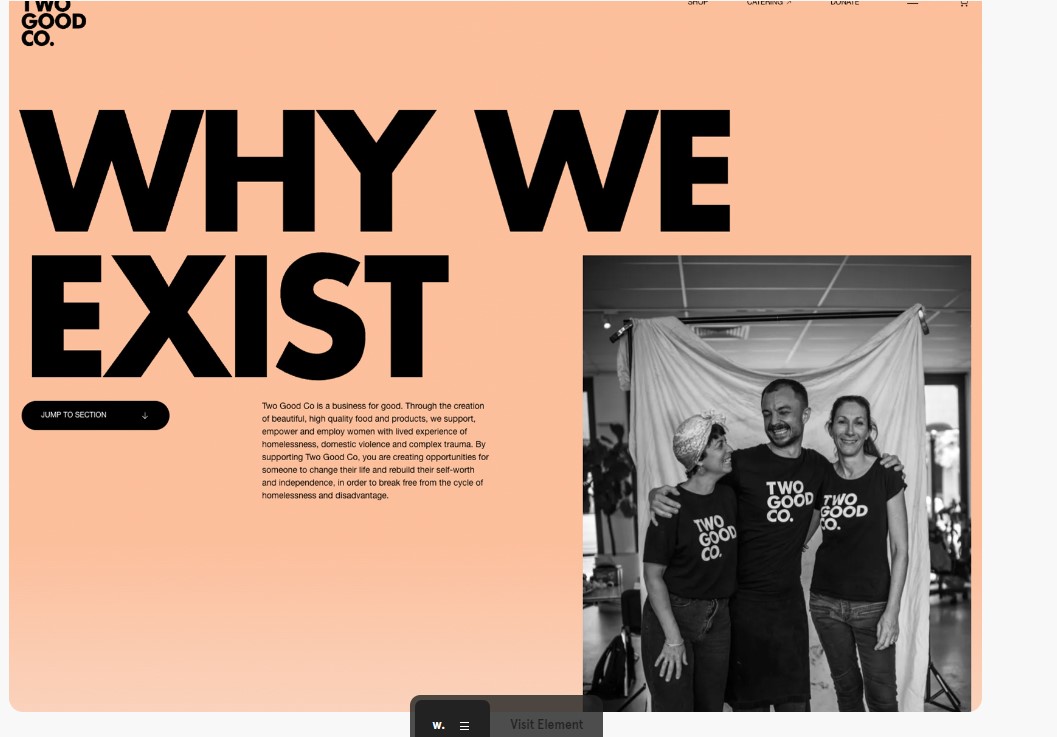 TWO
GOOD
CO.
SHOP
CATERING ↗
DONATE
WHY WE
EXIST
JUMP TO SECTION ↓
Two Good Co is a business for good. Through the creation
of beautiful, high quality food and products, we support,
empower and employ women with lived experience of
homelessness, domestic violence and complex trauma. By
supporting Two Good Co, you are creating opportunities for
someone to change their life and rebuild their self-worth
and independence, in order to break free from the cycle of
homelessness and disadvantage.
TWO
GOOD
CO.
TWO
GOOD
CO.
TWO
GOOD
CO.
w.
Visit Element